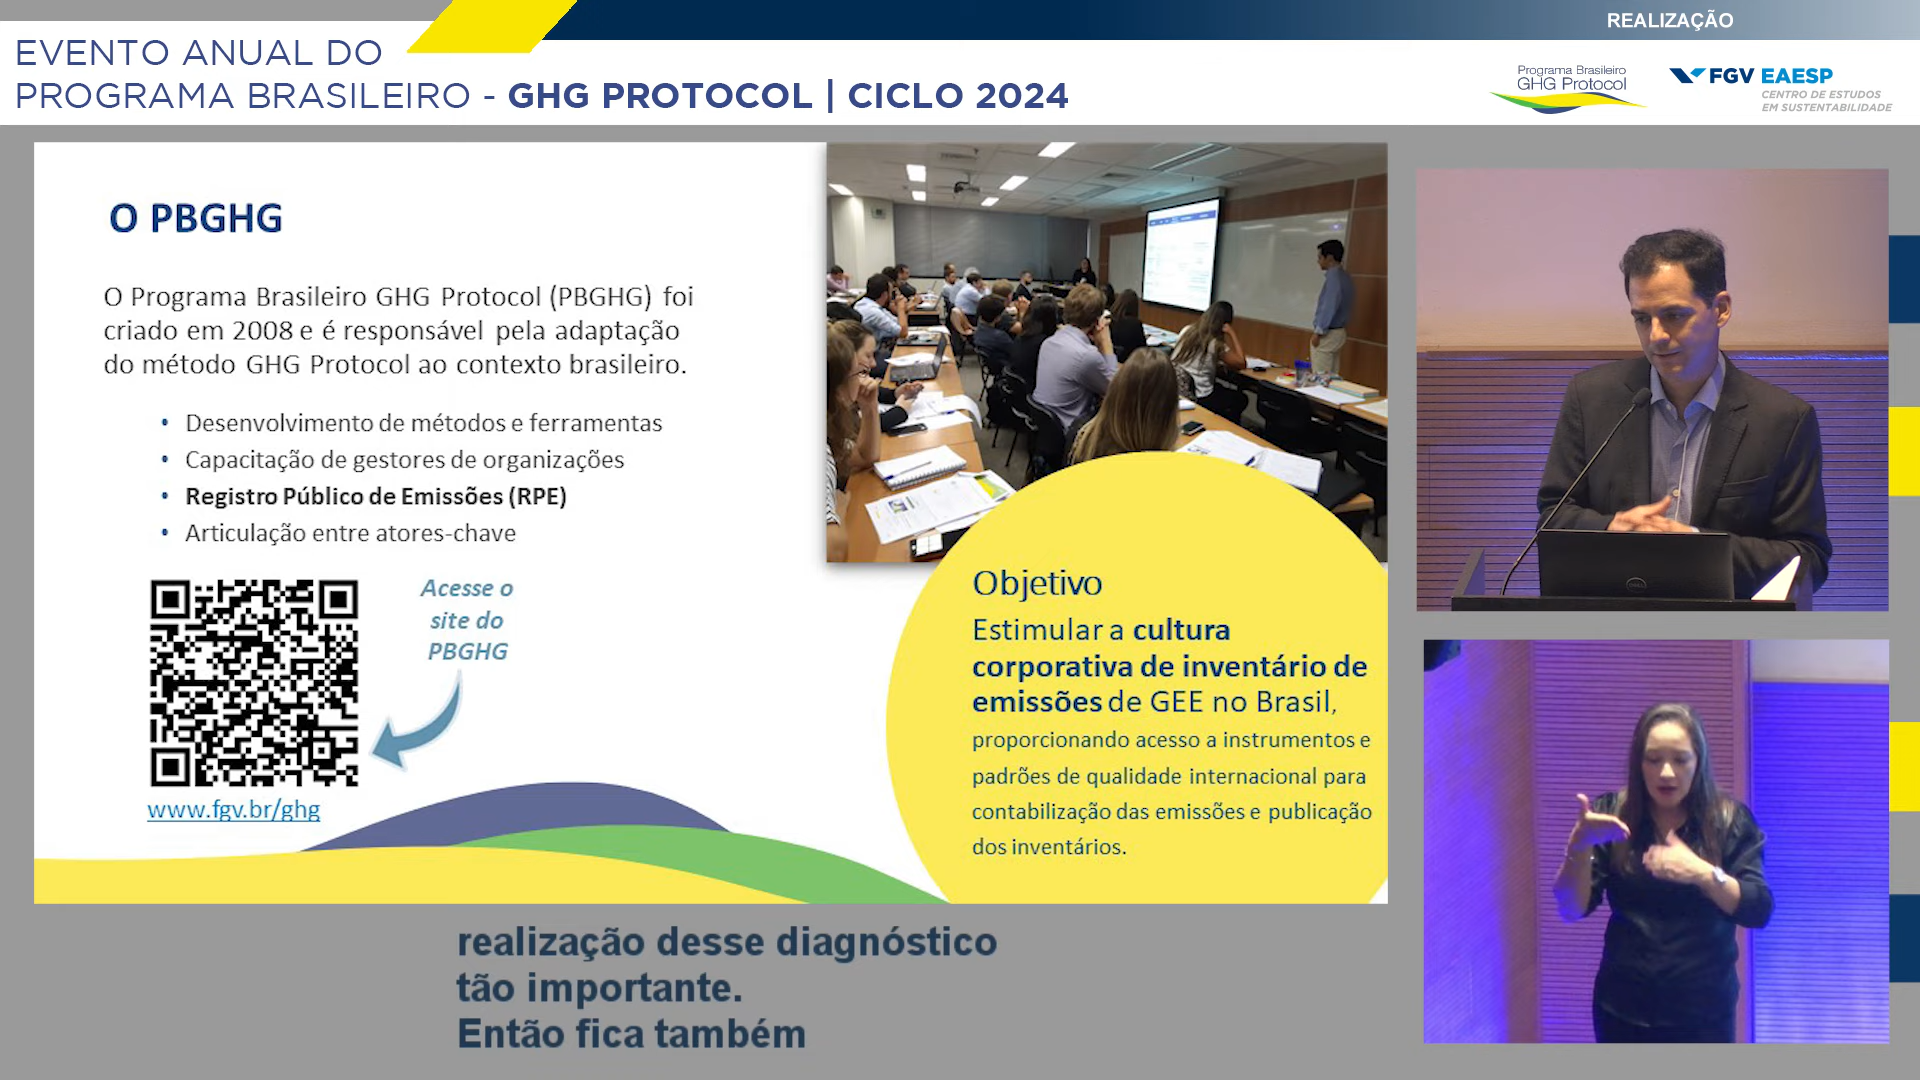 REALIZAÇÃO
EVENTO ANUAL DO
PROGRAMA BRASILEIRO - GHG PROTOCOL | CICLO 2024
Programa Brasileiro
GHG Protocol
FGV EAESP
CENTRO DE ESTUDOS
EM SUSTENTABILIDADE
O PBGHG
O Programa Brasileiro GHG Protocol (PBGHG) foi
criado em 2008 e é responsável pela adaptação
do método GHG Protocol ao contexto brasileiro.
• Desenvolvimento de métodos e ferramentas
• Capacitação de gestores de organizações
• Registro Público de Emissões (RPE)
• Articulação entre atores-chave
Acesse o
site do
PBGHG
www.fgv.br/ghg
Objetivo
Estimular a cultura
corporativa de inventário de
emissões de GEE no Brasil,
proporcionando acesso a instrumentos e
padrões de qualidade internacional para
contabilização das emissões e publicação
dos inventários.
realização desse diagnóstico
tão importante.
Então fica também